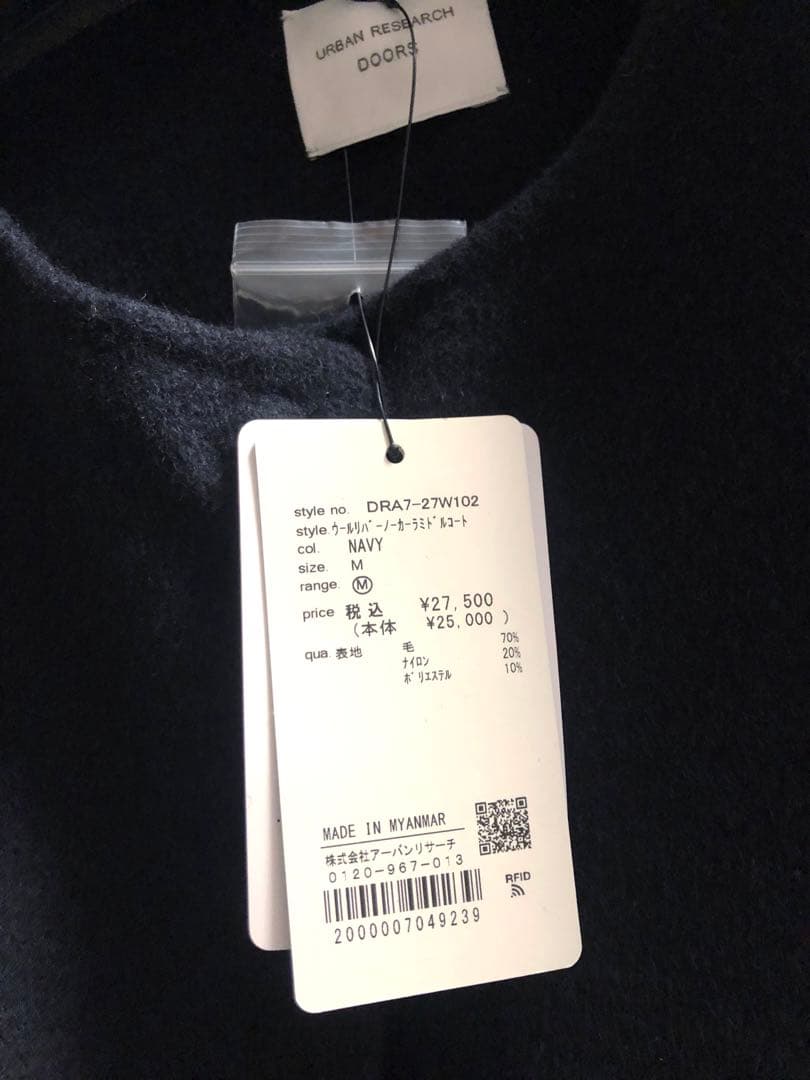 URBAN RESEARCH
DOORS
style no. DRA7-27W102
style. ｳｰﾙﾘﾊﾞｰﾉｰｶｰﾗﾐﾄﾞﾙｺｰﾄ
col. NAVY
size. M
range. Ⓜ
price 税込 ¥27,500
(本体 ¥25,000 )
qua. 表地 毛 70%
ﾅｲﾛﾝ 20%
ﾎﾟﾘｴｽﾃﾙ 10%
MADE IN MYANMAR
株式会社アーバンリサーチ
0120-967-013
RFID
2000007049239